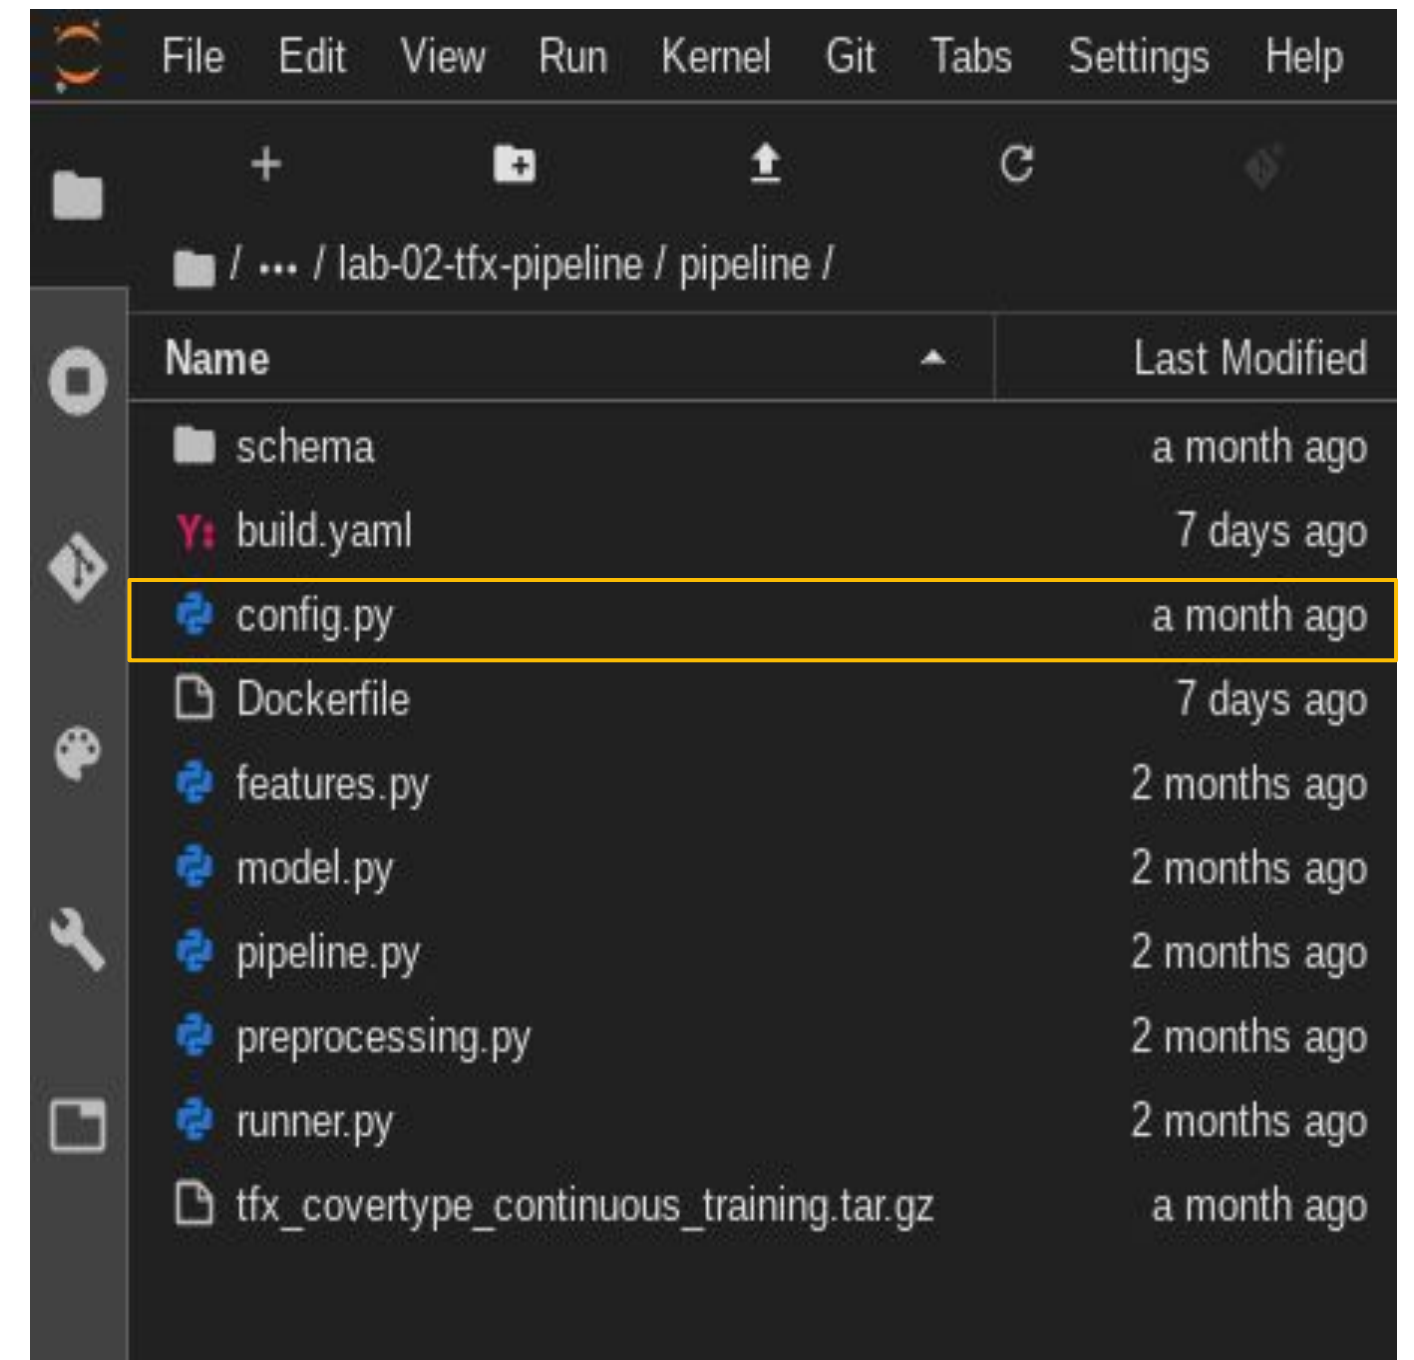 File Edit View Run Kernel Git Tabs Settings Help
/ ··· / lab-02-tfx-pipeline / pipeline /
Name Last Modified
schema a month ago
Y: build.yaml 7 days ago
config.py a month ago
Dockerfile 7 days ago
features.py 2 months ago
model.py 2 months ago
pipeline.py 2 months ago
preprocessing.py 2 months ago
runner.py 2 months ago
tfx_covertype_continuous_training.tar.gz a month ago